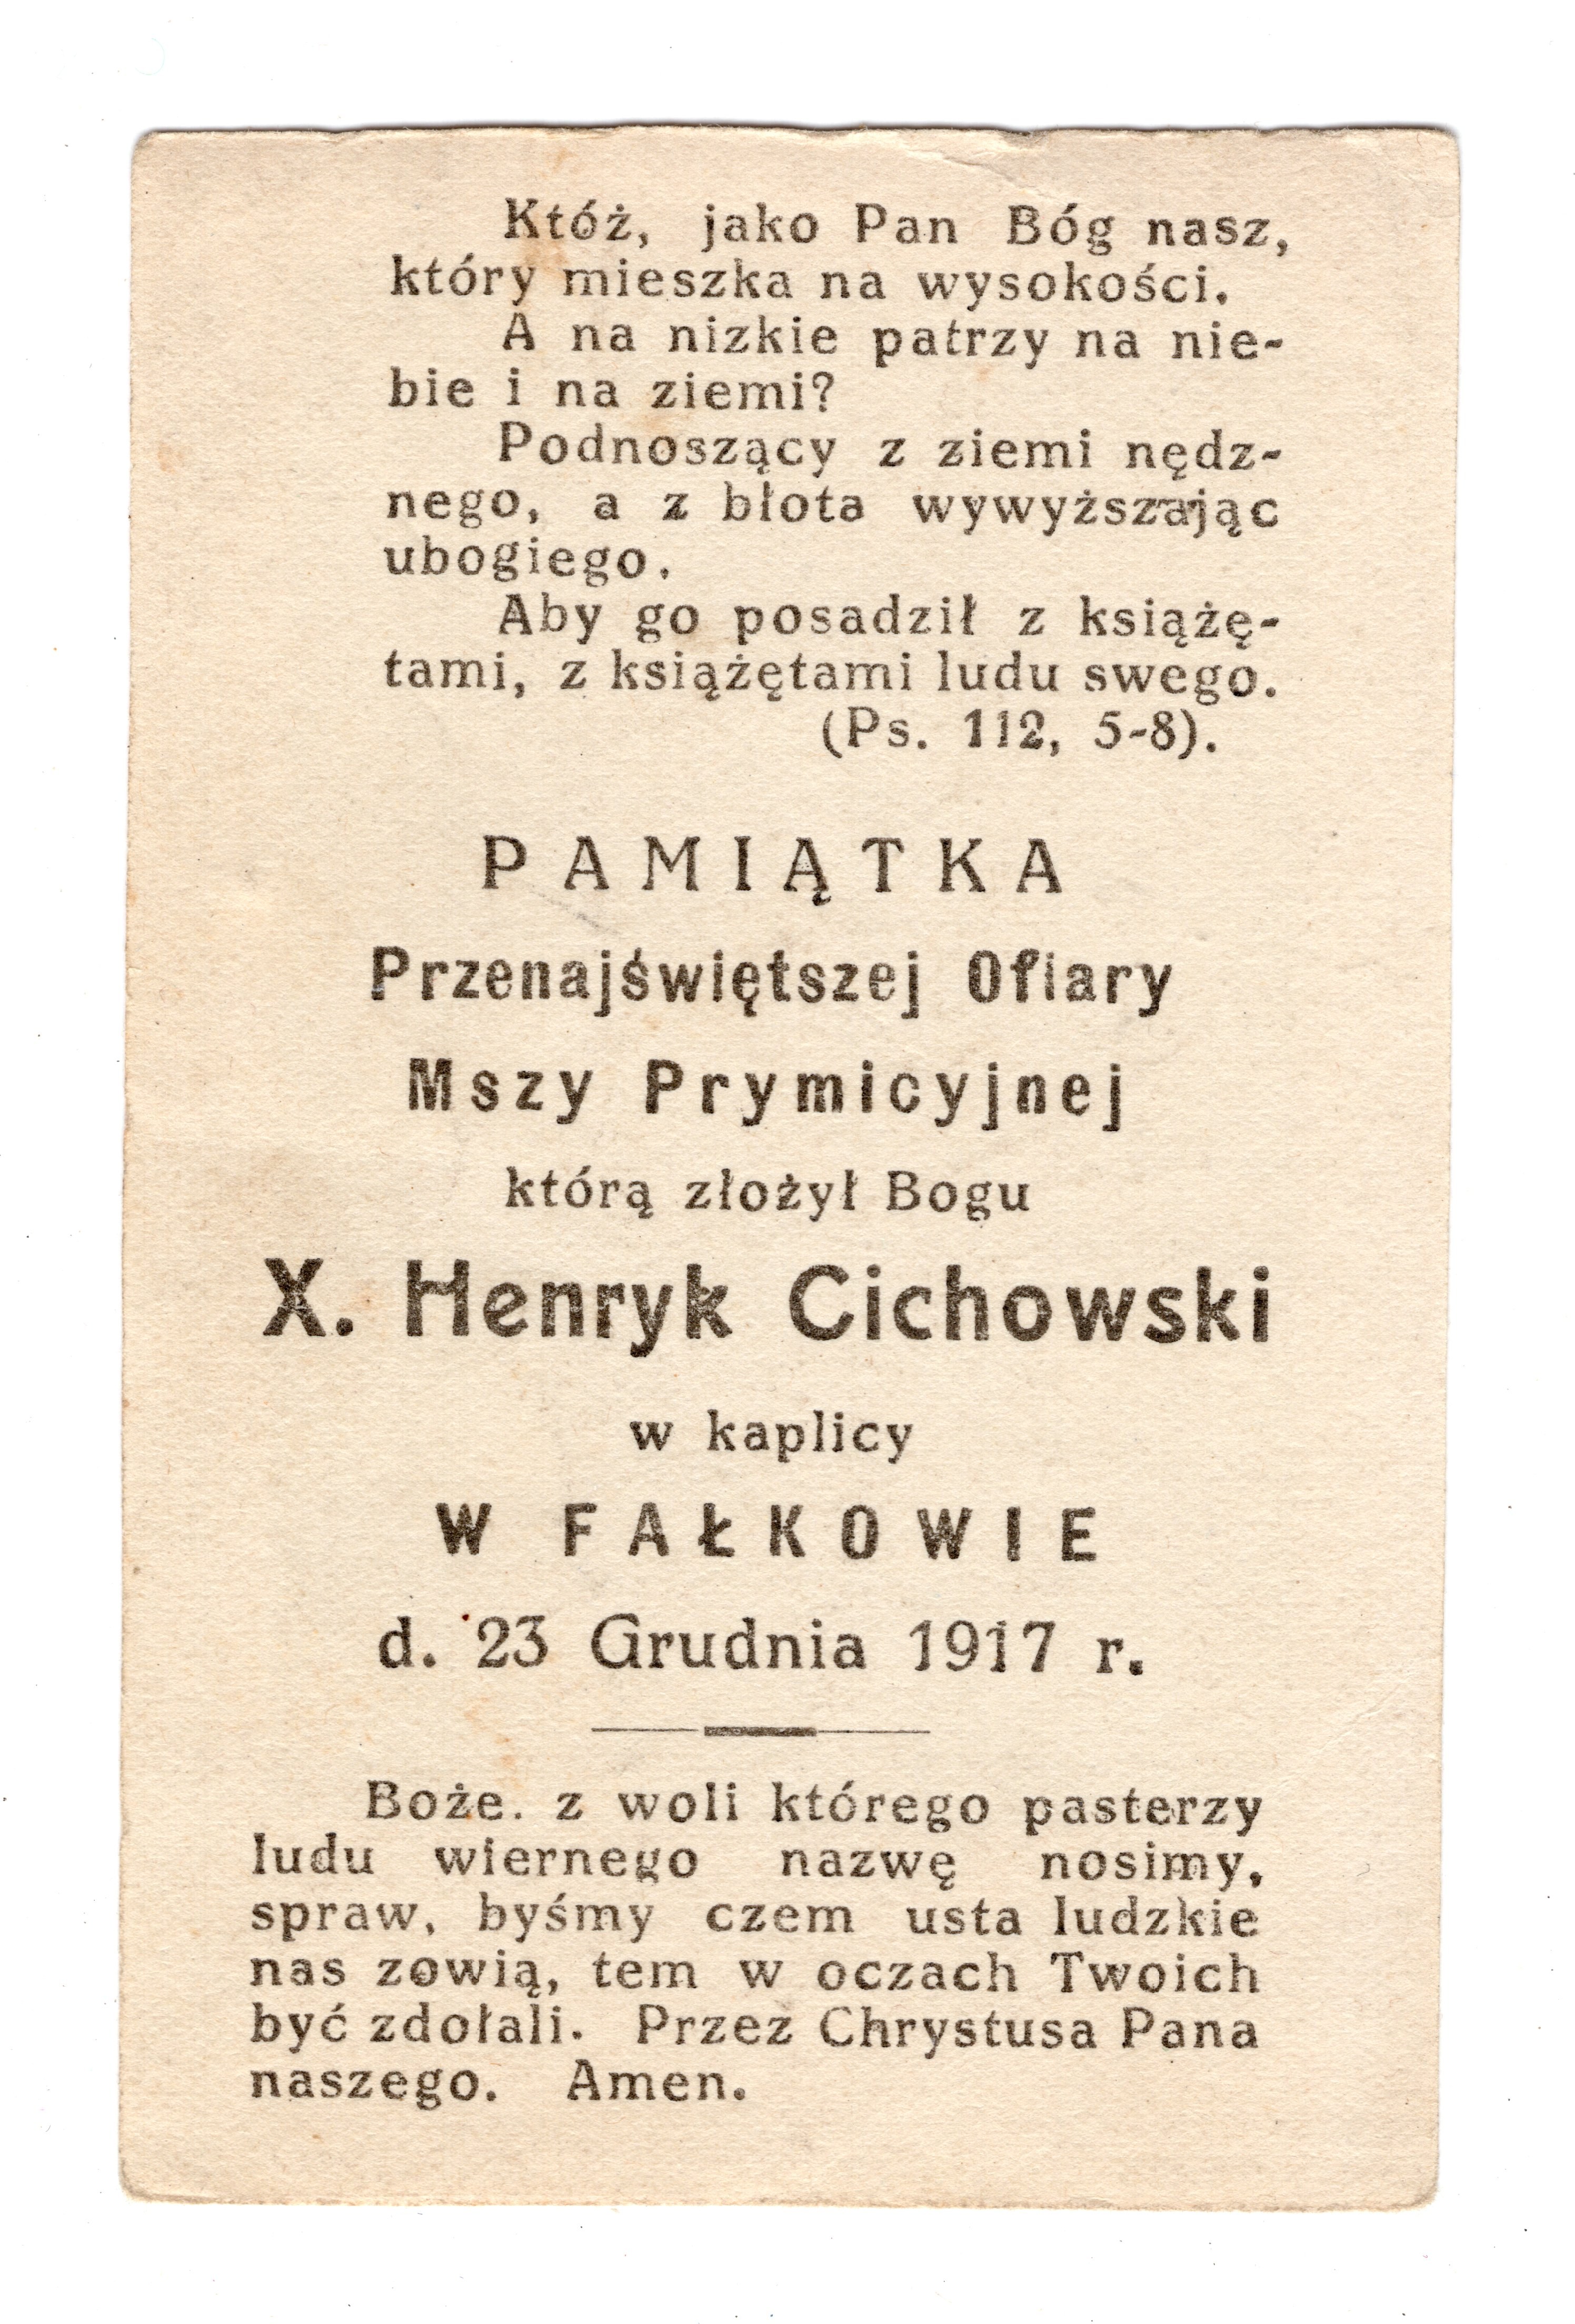 Któż, jako Pan Bóg nasz,
który mieszka na wysokości.
A na nizkie patrzy na nie-
bie i na ziemi?
Podnoszący z ziemi nędz-
nego, a z błota wywyższając
ubogiego.
Aby go posadził z książę-
tami, z książętami ludu swego.
(Ps. 112, 5-8).
PAMIĄTKA
Przenajświętszej Ofiary
Mszy Prymicyjnej
którą złożył Bogu
X. Henryk Cichowski
w kaplicy
W FAŁKOWIE
d. 23 Grudnia 1917 r.
Boże. z woli którego pasterzy
ludu wiernego nazwę nosimy,
spraw, byśmy czem usta ludzkie
nas zowią, tem w oczach Twoich
być zdołali. Przez Chrystusa Pana
naszego. Amen.